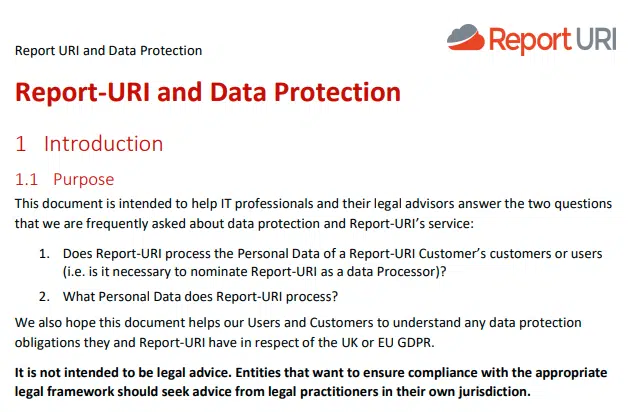 Report URI and Data Protection
Report URI
Report-URI and Data Protection
1 Introduction
1.1 Purpose
This document is intended to help IT professionals and their legal advisors answer the two questions
that we are frequently asked about data protection and Report-URI’s service:
1. Does Report-URI process the Personal Data of a Report-URI Customer’s customers or users
(i.e. is it necessary to nominate Report-URI as a data Processor)?
2. What Personal Data does Report-URI process?
We also hope this document helps our Users and Customers to understand any data protection
obligations they and Report-URI have in respect of the UK or EU GDPR.
It is not intended to be legal advice. Entities that want to ensure compliance with the appropriate
legal framework should seek advice from legal practitioners in their own jurisdiction.